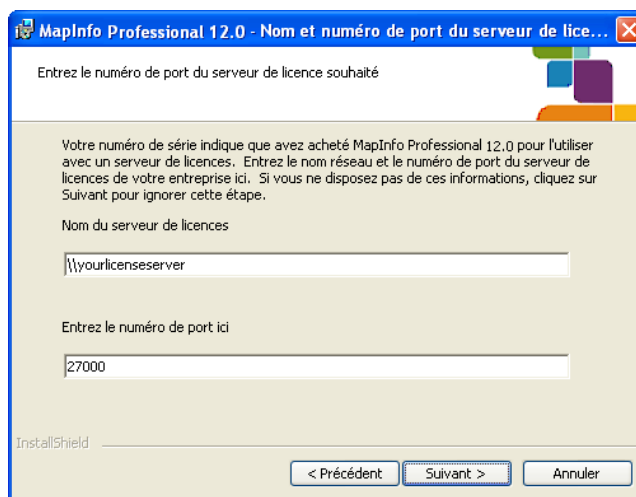 MapInfo Professional 12.0 - Nom et numéro de port du serveur de lice...
Entrez le numéro de port du serveur de licence souhaité
Votre numéro de série indique que avez acheté MapInfo Professional 12.0 pour l'utiliser
avec un serveur de licences. Entrez le nom réseau et le numéro de port du serveur de
licences de votre entreprise ici. Si vous ne disposez pas de ces informations, cliquez sur
Suivant pour ignorer cette étape.
Nom du serveur de licences
\\yourlicenseserver
Entrez le numéro de port ici
27000
InstallShield
< Précédent
Suivant >
Annuler